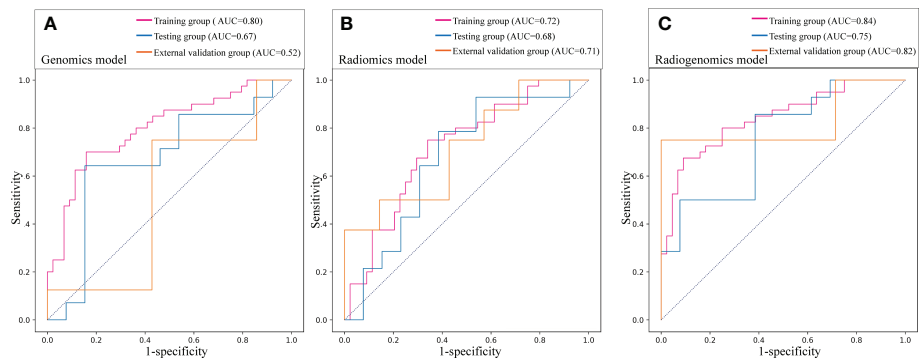 A
Training group ( AUC=0.80)
Testing group (AUC=0.67)
External validation group (AUC=0.52)
Genomics model
1.0
0.8
0.6
0.4
0.2
0.0
Sensitivity
0.0 0.2 0.4 0.6 0.8 1.0
1-specificity
B
Training group (AUC=0.72)
Testing group (AUC=0.68)
External validation group (AUC=0.71)
Radiomics model
1.0
0.8
0.6
0.4
0.2
0.0
Sensitivity
0.0 0.2 0.4 0.6 0.8 1.0
1-specificity
C
Training group (AUC=0.84)
Testing group (AUC=0.75)
External validation group (AUC=0.82)
Radiogenomics model
1.0
0.8
0.6
0.4
0.2
0.0
Sensitivity
0.0 0.2 0.4 0.6 0.8 1.0
1-specificity